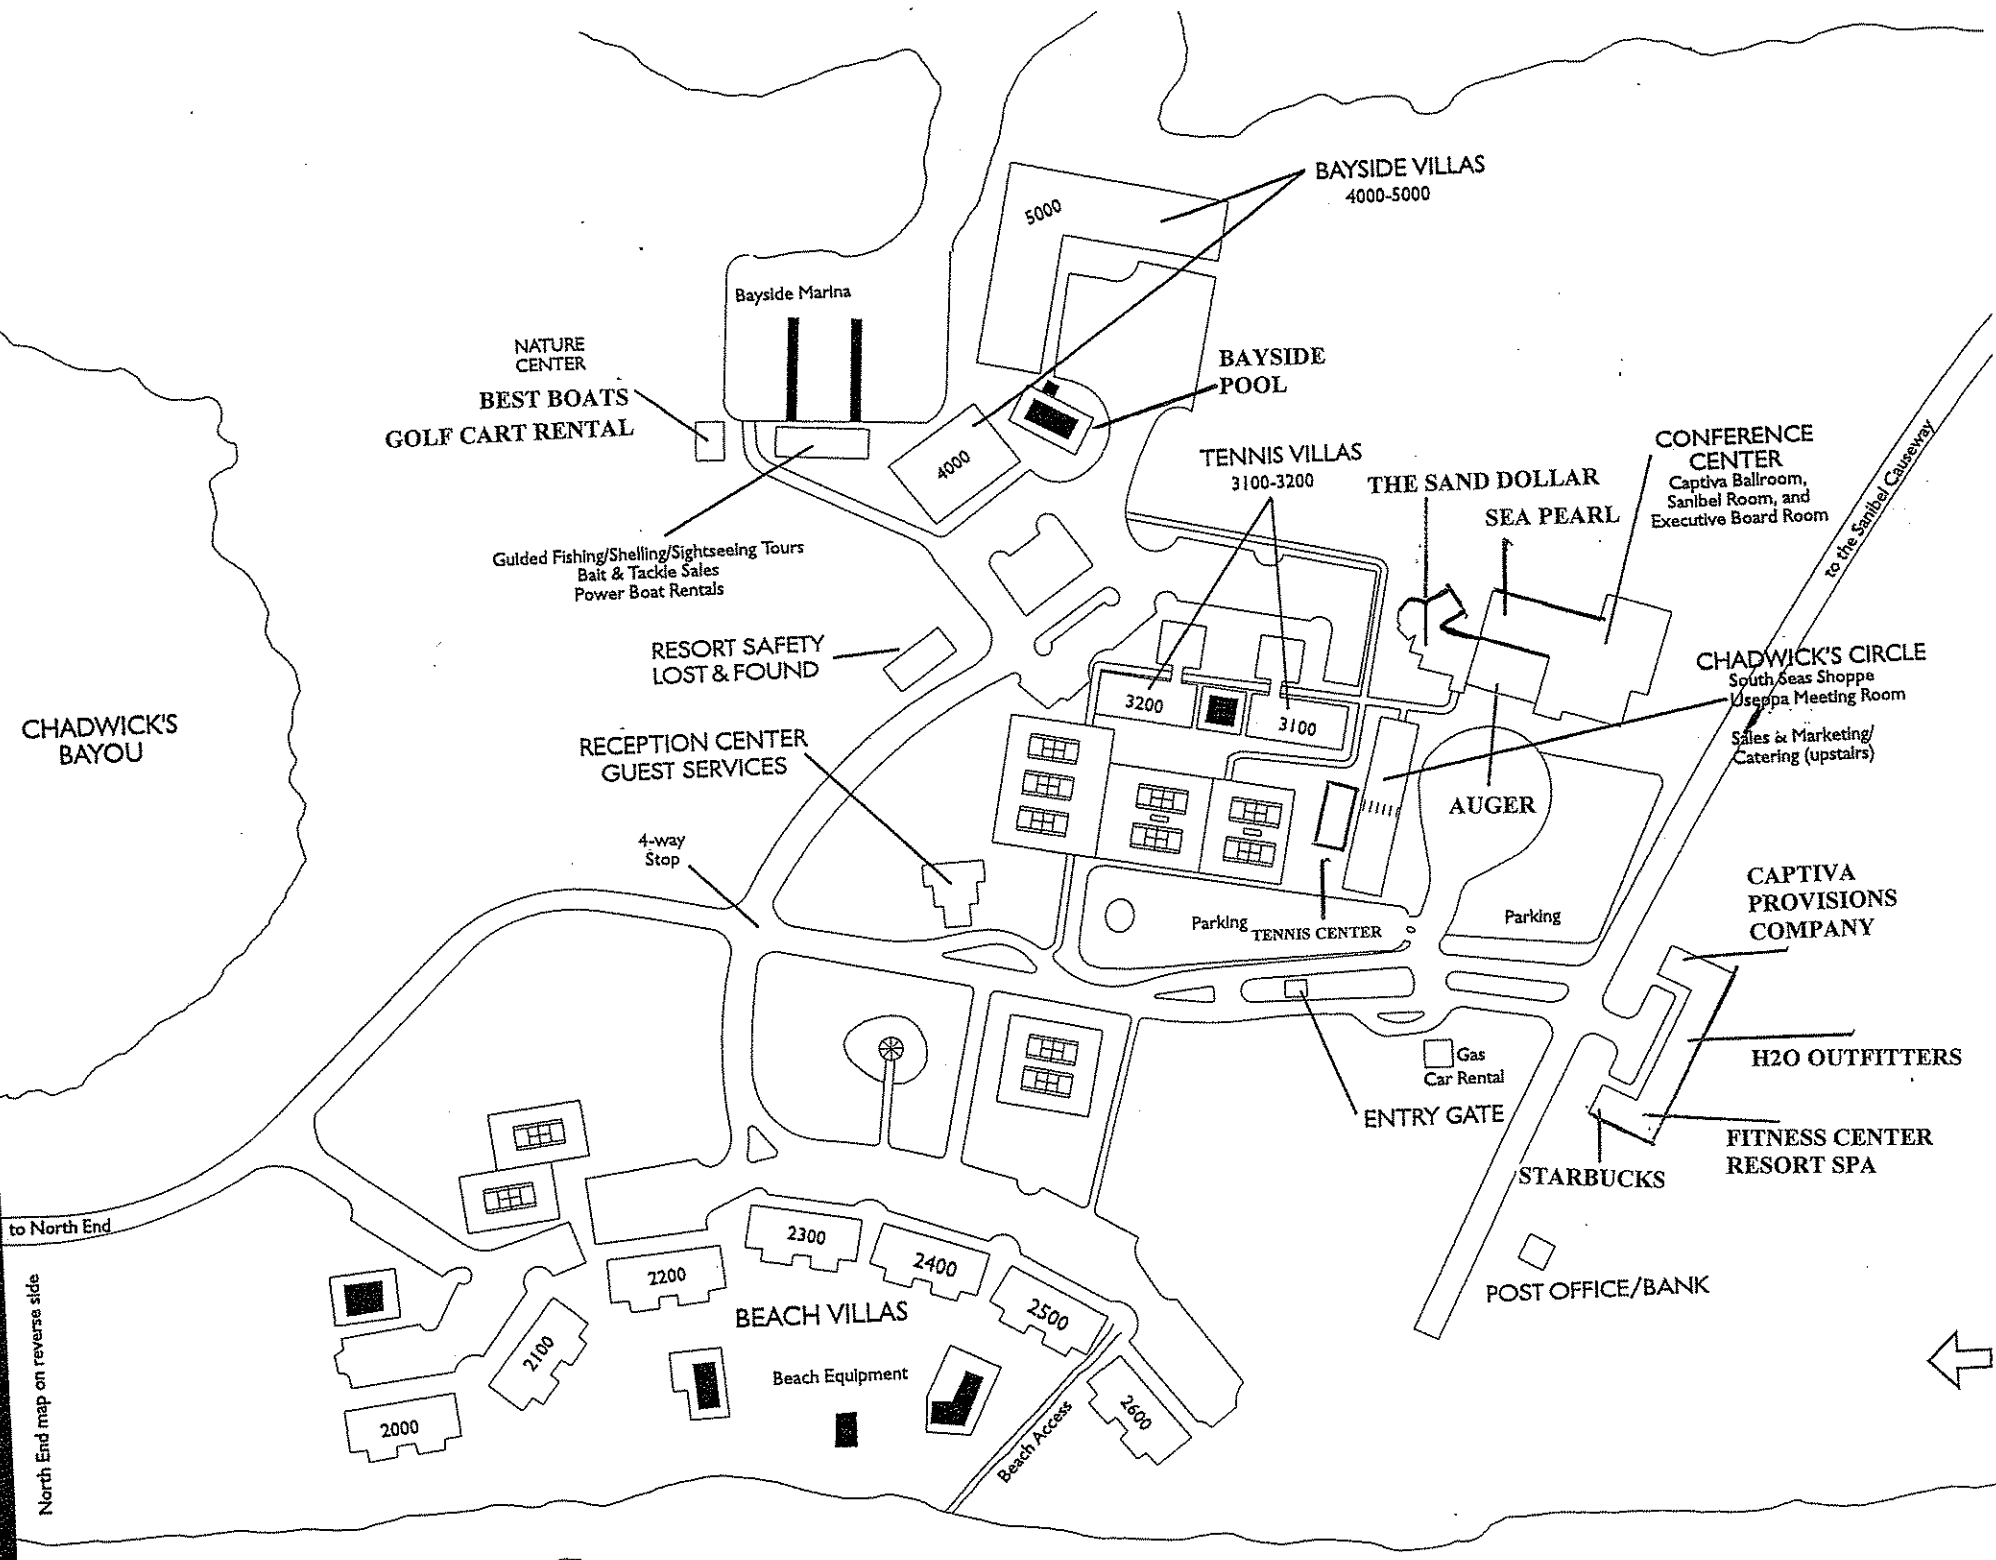 BAYSIDE VILLAS
4000-5000
5000
Bayside Marina
NATURE
CENTER
BEST BOATS
GOLF CART RENTAL
BAYSIDE
POOL
4000
TENNIS VILLAS
3100-3200
THE SAND DOLLAR
SEA PEARL
CONFERENCE
CENTER
Captiva Ballroom,
Sanibel Room, and
Executive Board Room
to the Sanibel Causeway
Guided Fishing/Shelling/Sightseeing Tours
Bait & Tackle Sales
Power Boat Rentals
RESORT SAFETY
LOST & FOUND
CHADWICK'S CIRCLE
South Seas Shoppe
Useppa Meeting Room
Sales & Marketing/
Catering (upstairs)
3200
3100
CHADWICK'S
BAYOU
RECEPTION CENTER
GUEST SERVICES
AUGER
4-way
Stop
CAPTIVA
PROVISIONS
COMPANY
Parking
TENNIS CENTER
Parking
H2O OUTFITTERS
Gas
Car Rental
ENTRY GATE
FITNESS CENTER
RESORT SPA
STARBUCKS
to North End
2300
2400
2200
2500
BEACH VILLAS
POST OFFICE/BANK
2100
Beach Equipment
2600
2000
Beach Access
North End map on reverse side